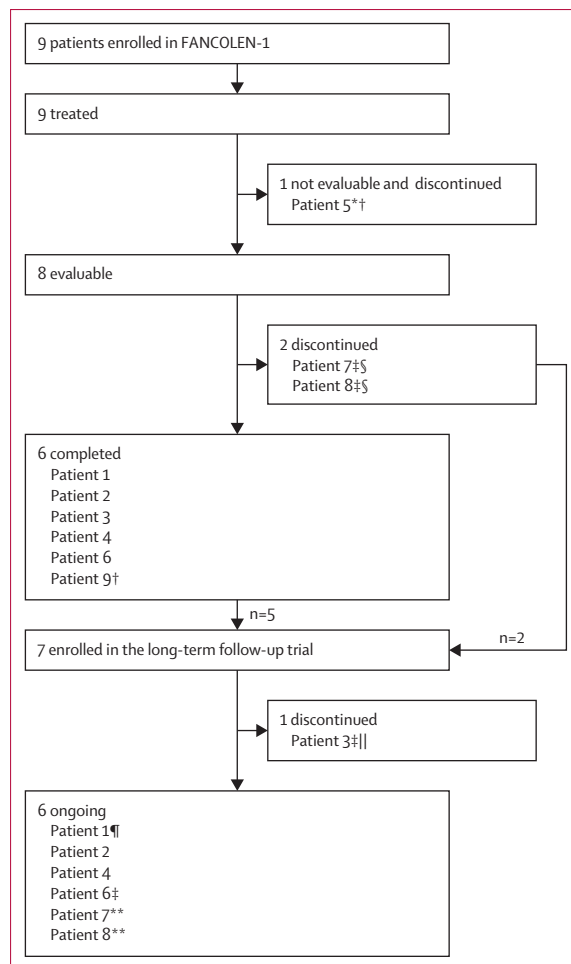 9 patients enrolled in FANCOLEN-1
9 treated
1 not evaluable and discontinued
Patient 5*†
8 evaluable
2 discontinued
Patient 7‡§
Patient 8‡§
6 completed
Patient 1
Patient 2
Patient 3
Patient 4
Patient 6
Patient 9†
n=5
n=2
7 enrolled in the long-term follow-up trial
1 discontinued
Patient 3‡||
6 ongoing
Patient 1¶
Patient 2
Patient 4
Patient 6‡
Patient 7**
Patient 8**